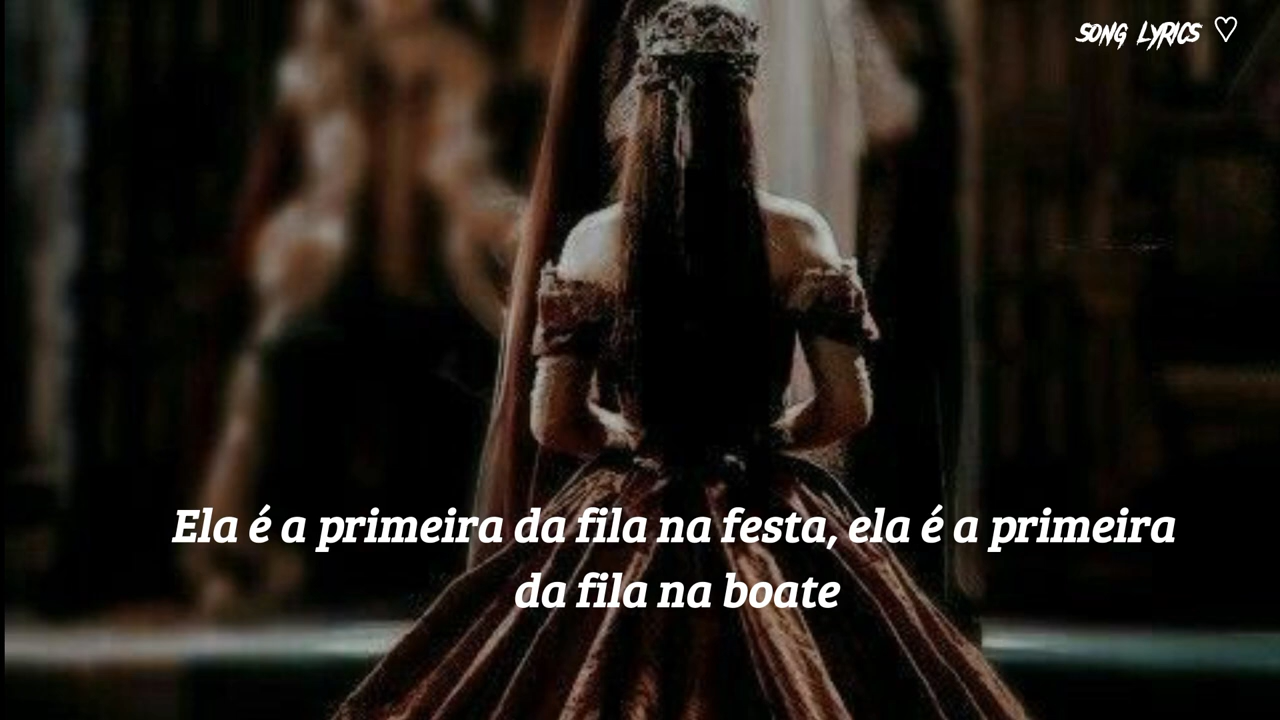 SONG LYRICS ♡
Ela é a primeira da fila na festa, ela é a primeira
da fila na boate